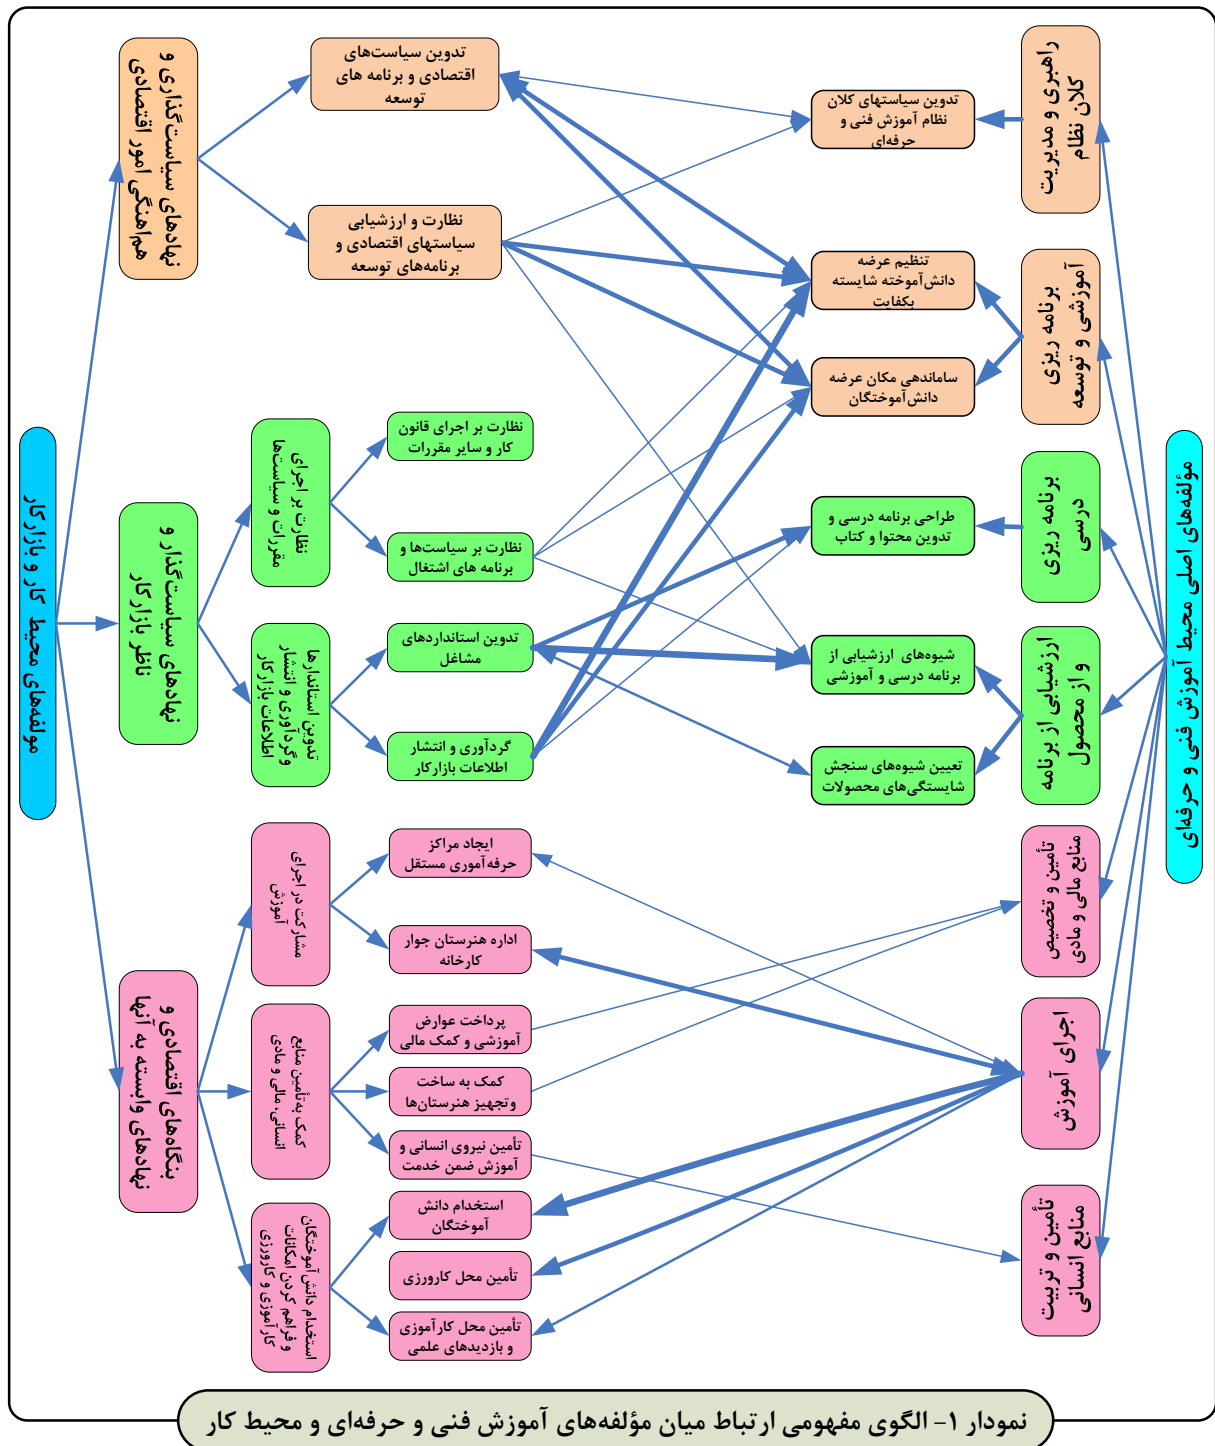 مؤلفه‌های اصلی محیط آموزش فنی و حرفه‌ای
راهبری و مدیریت
کلان نظام
آموزشی و توسعه
برنامه ریزی
برنامه ریزی
درسی
ارزشیابی از برنامه
و از محصول
تأمین و تخصیص
منابع مالی و مادی
اجرای آموزش
تأمین و تربیت
منابع انسانی
تدوین سیاستهای کلان
نظام آموزش فنی و
حرفه‌ای
تنظیم عرضه
دانش‌آموخته شایسته
بکفایت
ساماندهی مکان عرضه
دانش‌آموختگان
طراحی برنامه درسی و
تدوین محتوا و کتاب
شیوه‌های ارزشیابی از
برنامه درسی و آموزشی
تعیین شیوه‌های سنجش
شایستگی‌های محصولات
تدوین سیاست‌های
اقتصادی و برنامه های
توسعه
نظارت و ارزشیابی
سیاستهای اقتصادی و
برنامه‌های توسعه
نظارت بر اجرای قانون
کار و سایر مقررات
نظارت بر سیاست‌ها و
برنامه های اشتغال
تدوین استانداردهای
مشاغل
گردآوری و انتشار
اطلاعات بازارکار
ایجاد مراکز
حرفه‌آموری مستقل
اداره هنرستان جوار
کارخانه
پرداخت عوارض
آموزشی و کمک مالی
کمک به ساخت
وتجهیز هنرستان‌ها
تأمین نیروی انسانی و
آموزش ضمن خدمت
استخدام دانش
آموختگان
تأمین محل کارورزی
تأمین محل کارآموزی
و بازدیدهای علمی
نظارت بر اجرای
مقررات و سیاست‌ها
تدوین استاندارها
وگردآوری و انتشار
اطلاعات بازارکار
مشارکت در اجرای
آموزش
کمک به‌تأمین منابع
انسانی، مالی و مادی
استخدام دانش آموختگان
و فراهم کردن امکانات
کارآموزی و کارورزی
نهادهای سیاست‌گذاری و
هم‌اهنگی امور اقتصادی
نهادهای سیاست‌گذار و
ناظر بازارکار
بنگاه‌های اقتصادی و
نهادهای وابسته به آنها
مولفه‌های محیط کار و بازارکار
نمودار ۱- الگوی مفهومی ارتباط میان مؤلفه‌های آموزش فنی و حرفه‌ای و محیط کار